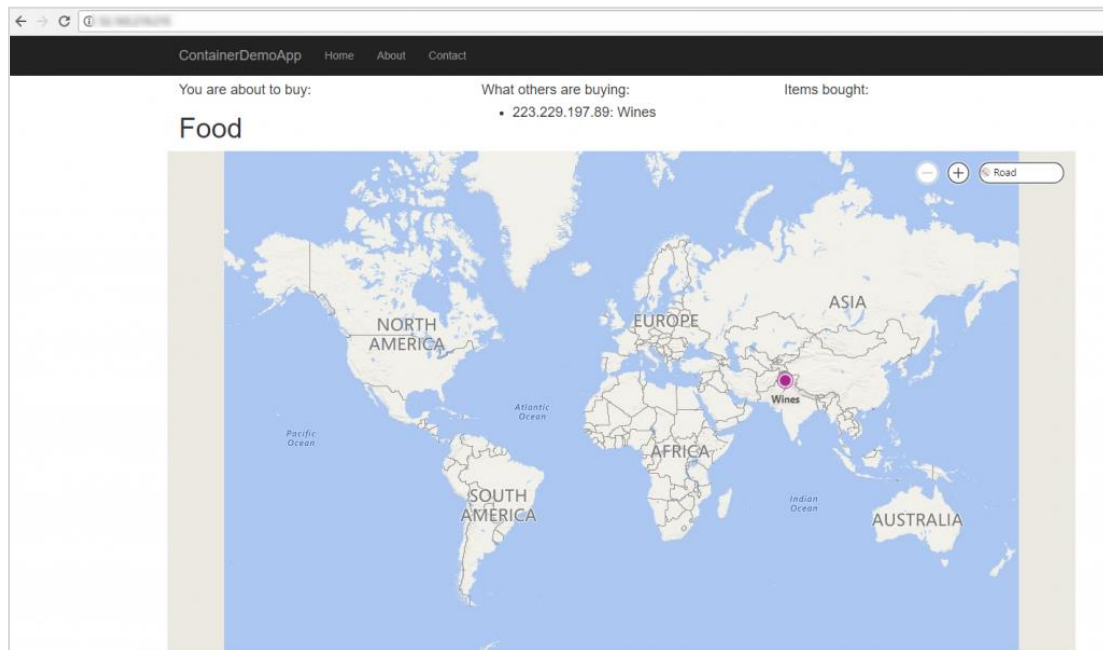 ContainerDemoApp Home About Contact
You are about to buy:
What others are buying:
Items bought:
• 223.229.197.89: Wines
Food
Road
NORTH
AMERICA
EUROPE
ASIA
Wines
Atlantic
Ocean
Pacific
Ocean
AFRICA
SOUTH
AMERICA
Indian
Ocean
AUSTRALIA